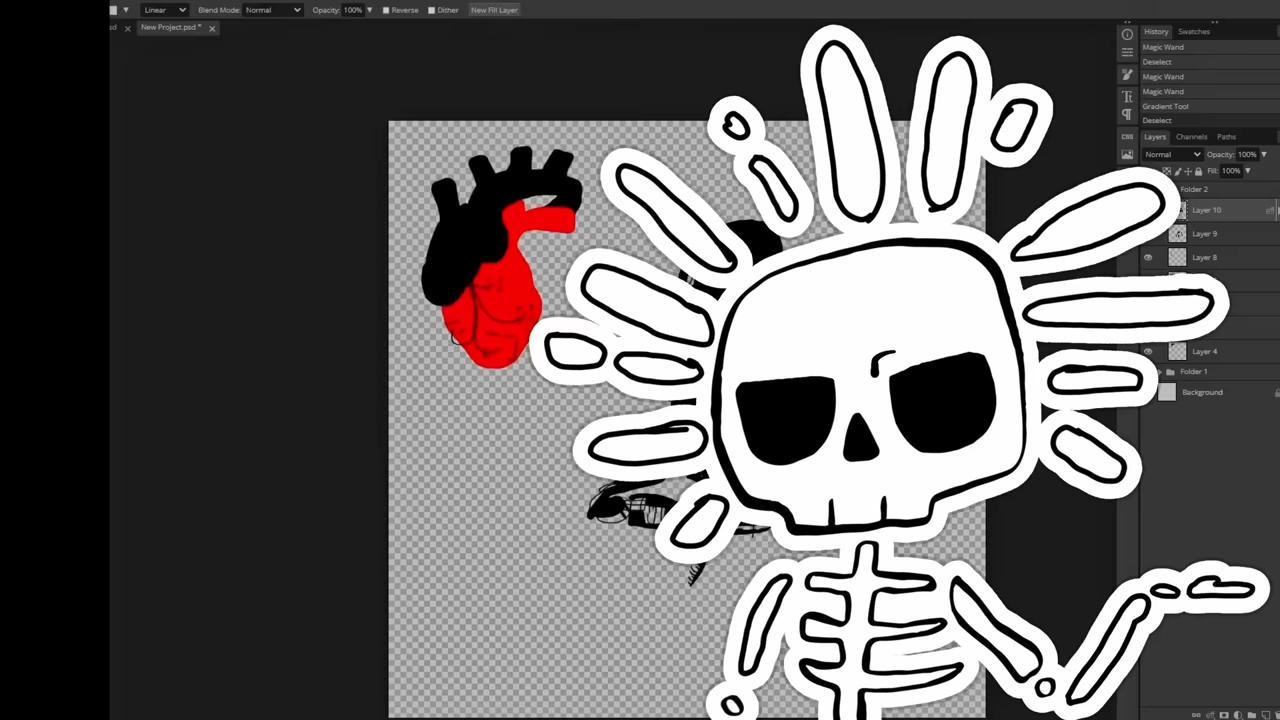 Linear Blend Mode: Normal Opacity: 100% Reverse Dither New Fill Layer
sd New Project.psd *
History Swatches
Magic Wand
Deselect
Magic Wand
Magic Wand
Gradient Tool
Deselect
CSS
Layers Channels Paths
Normal Opacity: 100%
Fill: 100%
Folder 2
Layer 10
Layer 9
Layer 8
Layer 4
Folder 1
Background